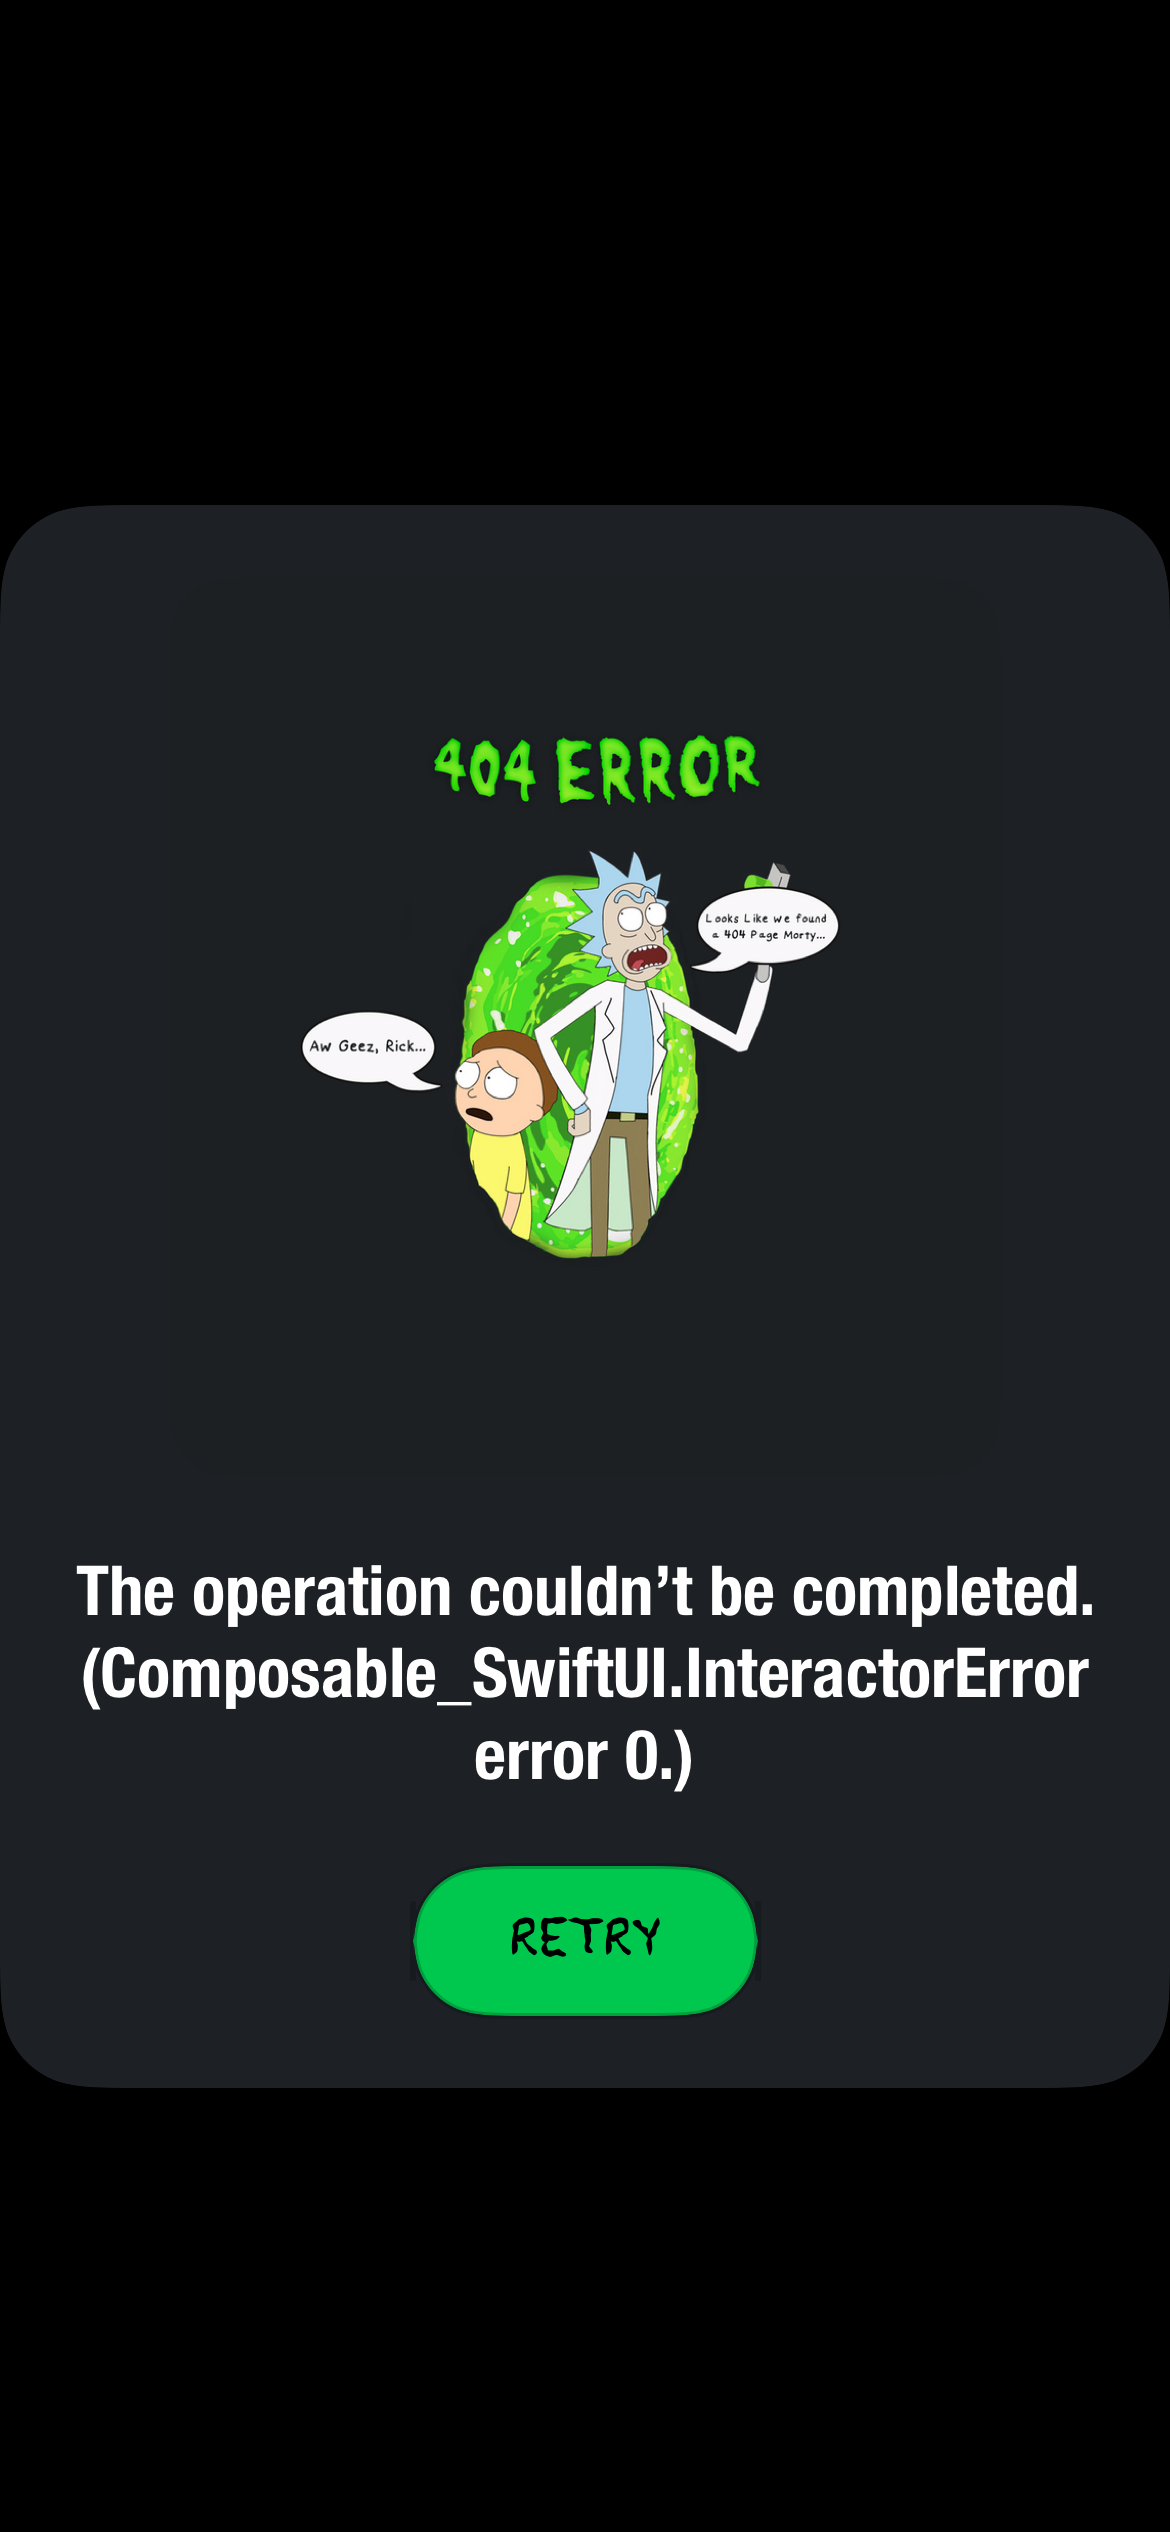 404 ERROR
Looks Like we found
a 404 Page Morty...
Aw Geez, Rick...
The operation couldn’t be completed.
(Composable_SwiftUI.InteractorError
error 0.)
RETRY